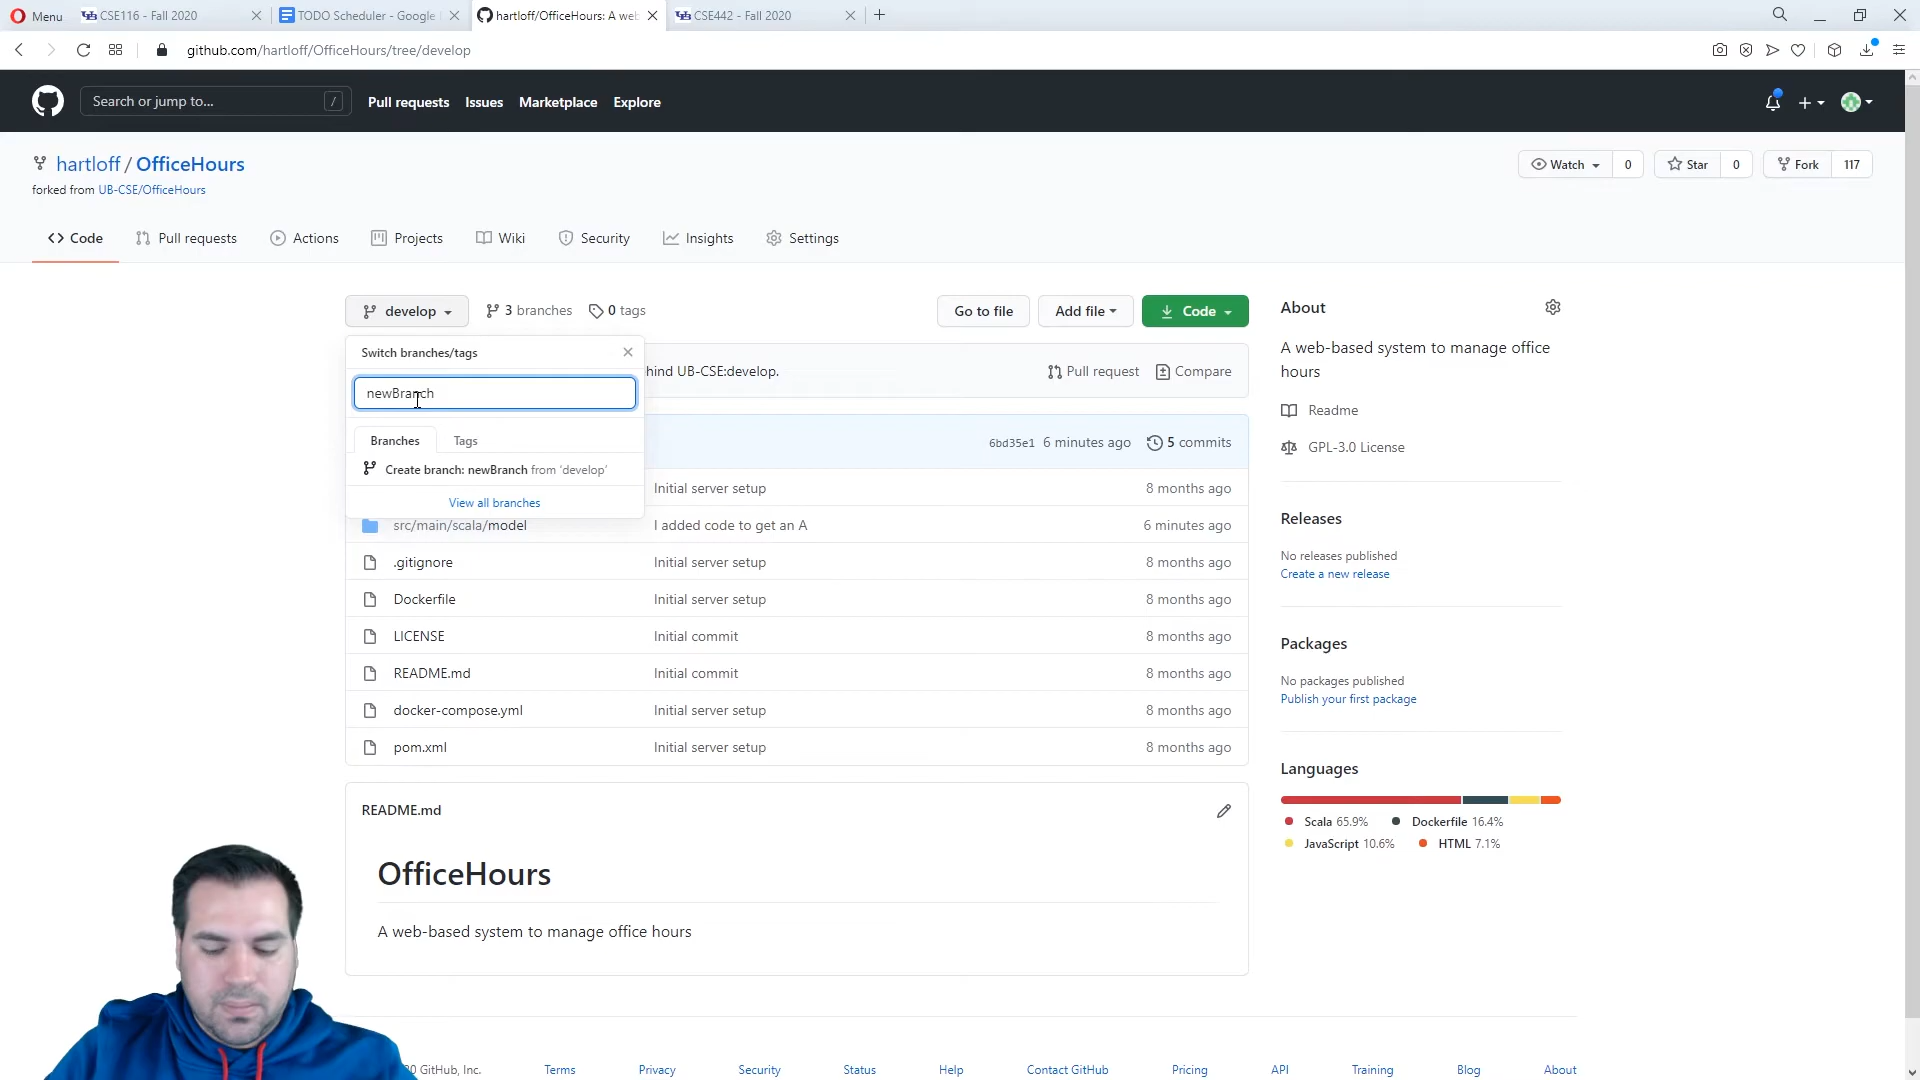 Menu
CSE116 - Fall 2020
TODO Scheduler - Google
hartloff/OfficeHours: A web
CSE442 - Fall 2020
github.com/hartloff/OfficeHours/tree/develop
Search or jump to...
/
Pull requests
Issues
Marketplace
Explore
hartloff / OfficeHours
forked from UB-CSE/OfficeHours
Watch 0
Star 0
Fork 117
Code
Pull requests
Actions
Projects
Wiki
Security
Insights
Settings
develop
3 branches
0 tags
Go to file
Add file
Code
Switch branches/tags
newBranch
Branches
Tags
Create branch: newBranch from 'develop'
View all branches
hind UB-CSE:develop.
Pull request
Compare
6bd35e1 6 minutes ago
5 commits
Initial server setup 8 months ago
src/main/scala/model I added code to get an A 6 minutes ago
.gitignore Initial server setup 8 months ago
Dockerfile Initial server setup 8 months ago
LICENSE Initial commit 8 months ago
README.md Initial commit 8 months ago
docker-compose.yml Initial server setup 8 months ago
pom.xml Initial server setup 8 months ago
README.md
OfficeHours
A web-based system to manage office hours
About
A web-based system to manage office
hours
Readme
GPL-3.0 License
Releases
No releases published
Create a new release
Packages
No packages published
Publish your first package
Languages
Scala 65.9%
Dockerfile 16.4%
JavaScript 10.6%
HTML 7.1%
GitHub, Inc.
Terms
Privacy
Security
Status
Help
Contact GitHub
Pricing
API
Training
Blog
About